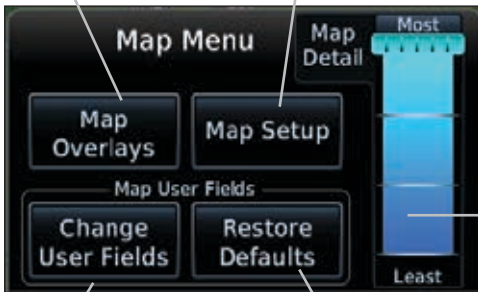 Map Menu
Map
Detail
Most
Map
Overlays
Map Setup
Map User Fields
Change
User Fields
Restore
Defaults
Least